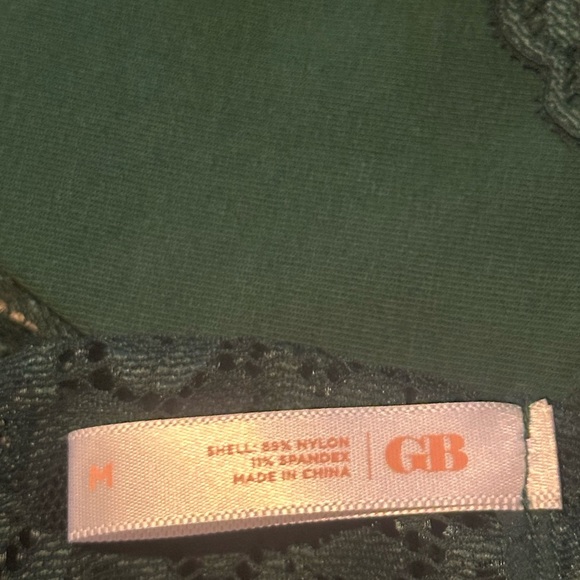 M
SHELL: 89% NYLON
11% SPANDEX
MADE IN CHINA
GB